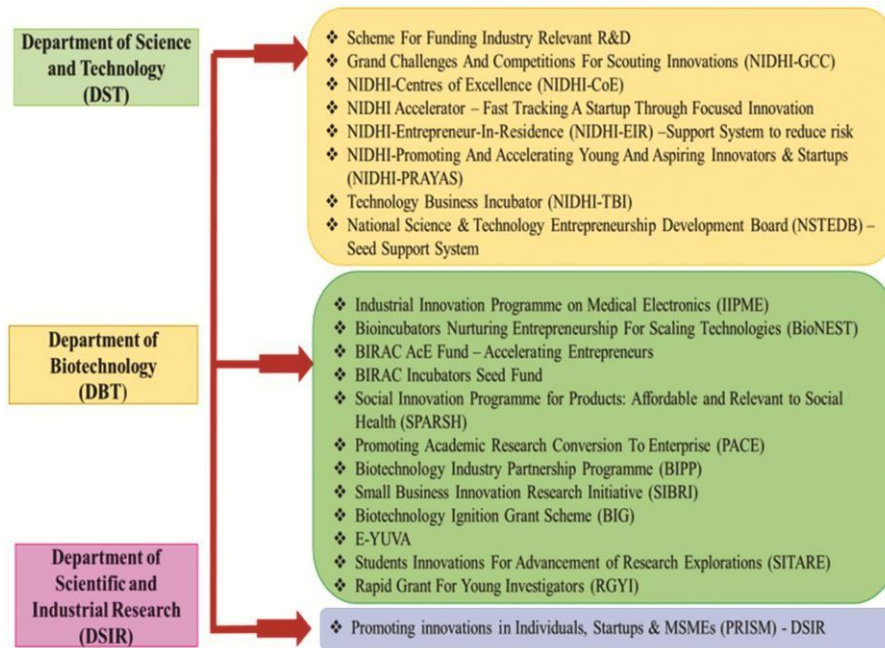 Department of Science
and Technology
(DST)
❖ Scheme For Funding Industry Relevant R&D
❖ Grand Challenges And Competitions For Scouting Innovations (NIDHI-GCC)
❖ NIDHI-Centres of Excellence (NIDHI-CoE)
❖ NIDHI Accelerator – Fast Tracking A Startup Through Focused Innovation
❖ NIDHI-Entrepreneur-In-Residence (NIDHI-EIR) –Support System to reduce risk
❖ NIDHI-Promoting And Accelerating Young And Aspiring Innovators & Startups
(NIDHI-PRAYAS)
❖ Technology Business Incubator (NIDHI-TBI)
❖ National Science & Technology Entrepreneurship Development Board (NSTEDB) –
Seed Support System
Department of
Biotechnology
(DBT)
❖ Industrial Innovation Programme on Medical Electronics (IIPME)
❖ Bioincubators Nurturing Entrepreneurship For Scaling Technologies (BioNEST)
❖ BIRAC AcE Fund – Accelerating Entrepreneurs
❖ BIRAC Incubators Seed Fund
❖ Social Innovation Programme for Products: Affordable and Relevant to Social
Health (SPARSH)
❖ Promoting Academic Research Conversion To Enterprise (PACE)
❖ Biotechnology Industry Partnership Programme (BIPP)
❖ Small Business Innovation Research Initiative (SIBRI)
❖ Biotechnology Ignition Grant Scheme (BIG)
❖ E-YUVA
❖ Students Innovations For Advancement of Research Explorations (SITARE)
❖ Rapid Grant For Young Investigators (RGYI)
Department of
Scientific and
Industrial Research
(DSIR)
❖ Promoting innovations in Individuals, Startups & MSMEs (PRISM) - DSIR